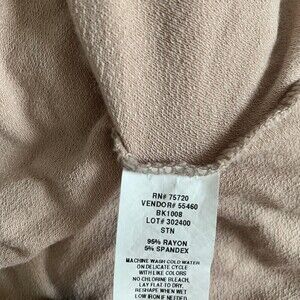 RN# 75720
VENDOR# 55460
BK1008
LOT# 302400
STN
95% RAYON
5% SPANDEX
MACHINE WASH COLD WATER
ON DELICATE CYCLE
WITH LIKE COLORS
NO CHLORINE BLEACH,
LAY FLAT TO DRY,
RESHAPE WHEN WET
LOW IRON IF NEEDED